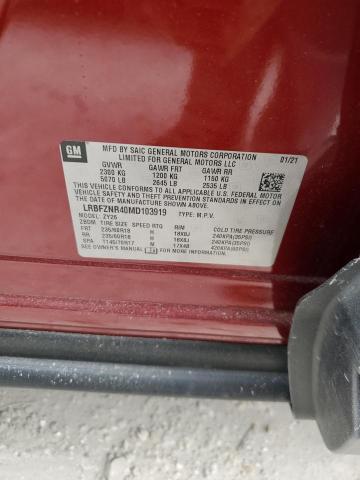 GM
MFD BY SAIC GENERAL MOTORS CORPORATION
LIMITED FOR GENERAL MOTORS LLC 01/21
GVWR GAWR FRT GAWR RR
2300 KG 1200 KG 1150 KG
5070 LB 2645 LB 2535 LB
THIS VEHICLE CONFORMS TO ALL APPLICABLE U.S. FEDERAL MOTOR
VEHICLE SAFETY AND THEFT PREVENTION STANDARDS IN EFFECT
ON THE DATE OF MANUFACTURE SHOWN ABOVE.
LRBFZNR40MD103919 TYPE: M.P.V.
MODEL: ZY26
TIRE SIZE SPEED RTG RIM COLD TIRE PRESSURE
FRT 235/60R18 H 18X8J 240KPA(35PSI)
RR 235/60R18 H 18X8J 240KPA(35PSI)
SPA T145/70R17 M 17X4B 420KPA(60PSI)
SEE OWNER'S MANUAL FOR MORE INFORMATION.